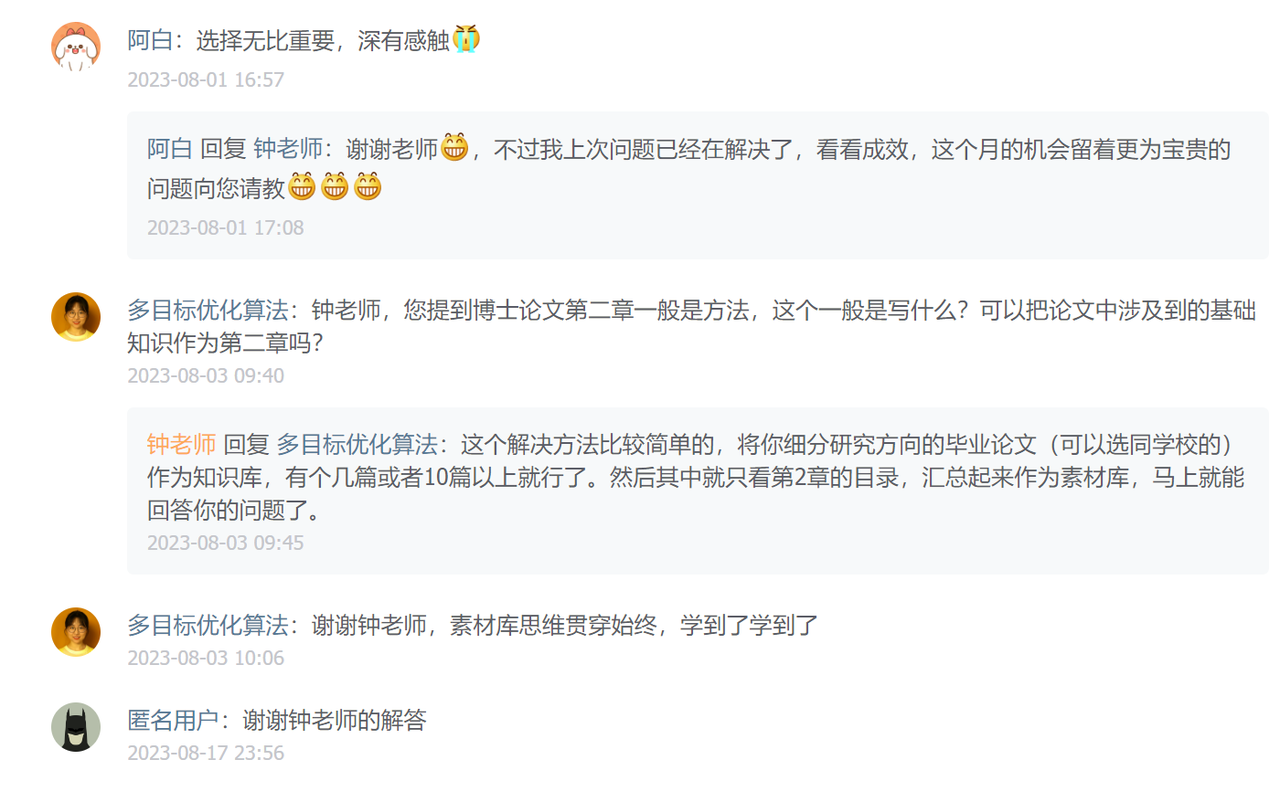 阿白：选择无比重要，深有感触😭
2023-08-01 16:57
阿白 回复 钟老师：谢谢老师😁，不过我上次问题已经在解决了，看看成效，这个月的机会留着更为宝贵的
问题向您请教😁😁😁
2023-08-01 17:08
多目标优化算法：钟老师，您提到博士论文第二章一般是方法，这个一般是写什么？可以把论文中涉及到的基础
知识作为第二章吗？
2023-08-03 09:40
钟老师 回复 多目标优化算法：这个解决方法比较简单的，将你细分研究方向的毕业论文（可以选同学校的）
作为知识库，有个几篇或者10篇以上就行了。然后其中就只看第2章的目录，汇总起来作为素材库，马上就能
回答你的问题了。
2023-08-03 09:45
多目标优化算法：谢谢钟老师，素材库思维贯穿始终，学到了学到了
2023-08-03 10:06
匿名用户：谢谢钟老师的解答
2023-08-17 23:56